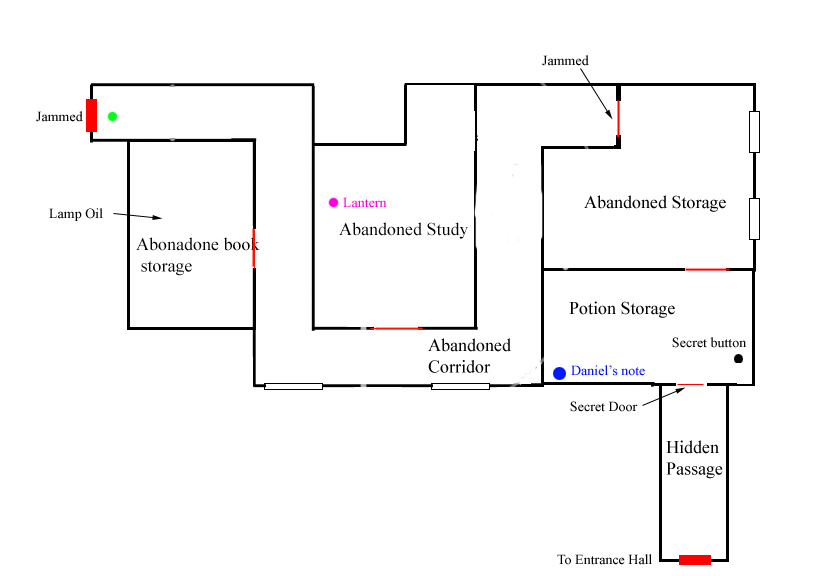 Jammed
Jammed
Lantern
Abandoned Storage
Lamp Oil
Abandoned Study
Abonadone book
storage
Potion Storage
Abandoned
Corridor
Secret button
Daniel's note
Secret Door
Hidden
Passage
To Entrance Hall